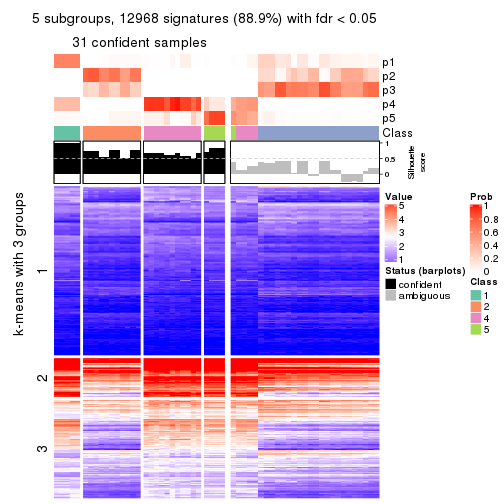 5 subgroups, 12968 signatures (88.9%) with fdr < 0.05
31 confident samples
p1
p2
p3
p4
p5
Class
1
0.5
0
Silhouette
score
k-means with 3 groups
1
2
3
Value
5
4
3
2
1
Status (barplots)
confident
ambiguous
Prob
1
0.8
0.6
0.4
0.2
0
Class
1
2
4
5